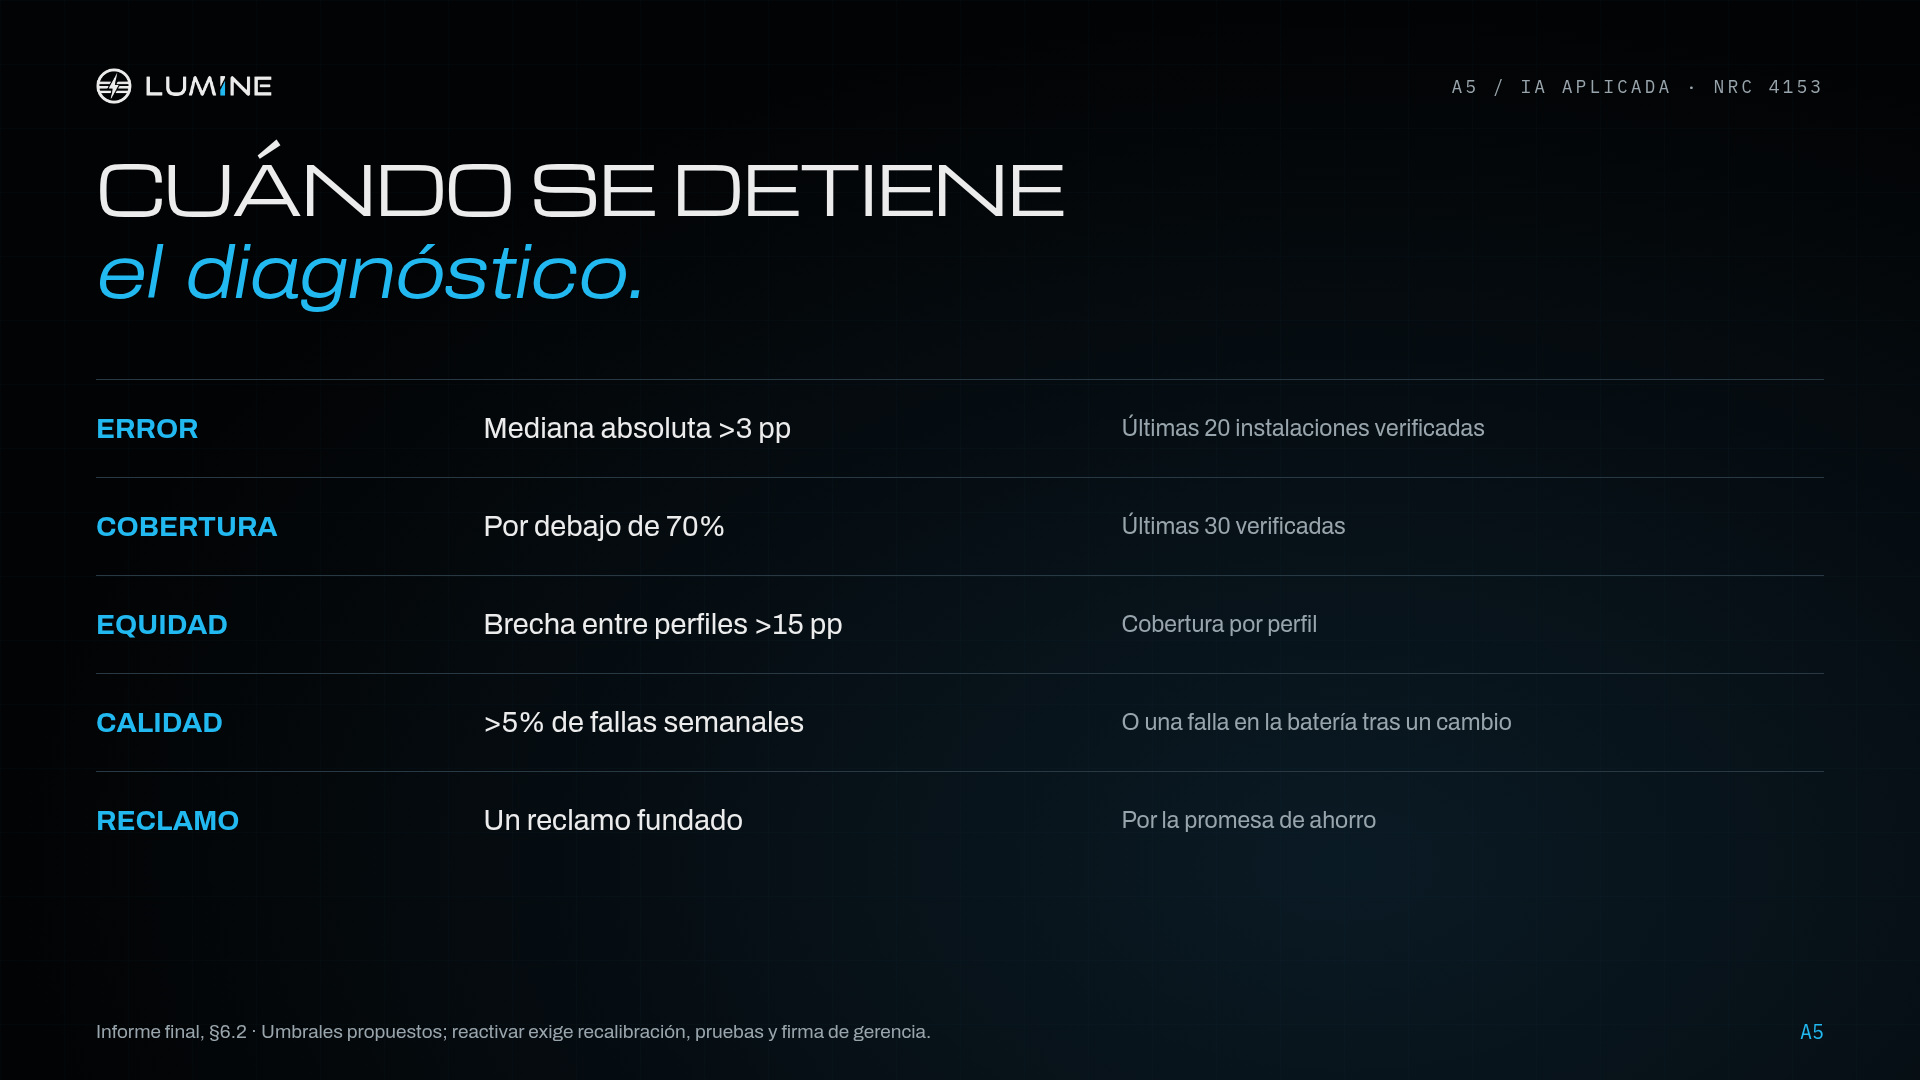 LUMINE
A5 / IA APLICADA · NRC 4153
CUÁNDO SE DETIENE
el diagnóstico.
ERROR
Mediana absoluta >3 pp
Últimas 20 instalaciones verificadas
COBERTURA
Por debajo de 70%
Últimas 30 verificadas
EQUIDAD
Brecha entre perfiles >15 pp
Cobertura por perfil
CALIDAD
>5% de fallas semanales
O una falla en la batería tras un cambio
RECLAMO
Un reclamo fundado
Por la promesa de ahorro
Informe final, §6.2 · Umbrales propuestos; reactivar exige recalibración, pruebas y firma de gerencia.
A5